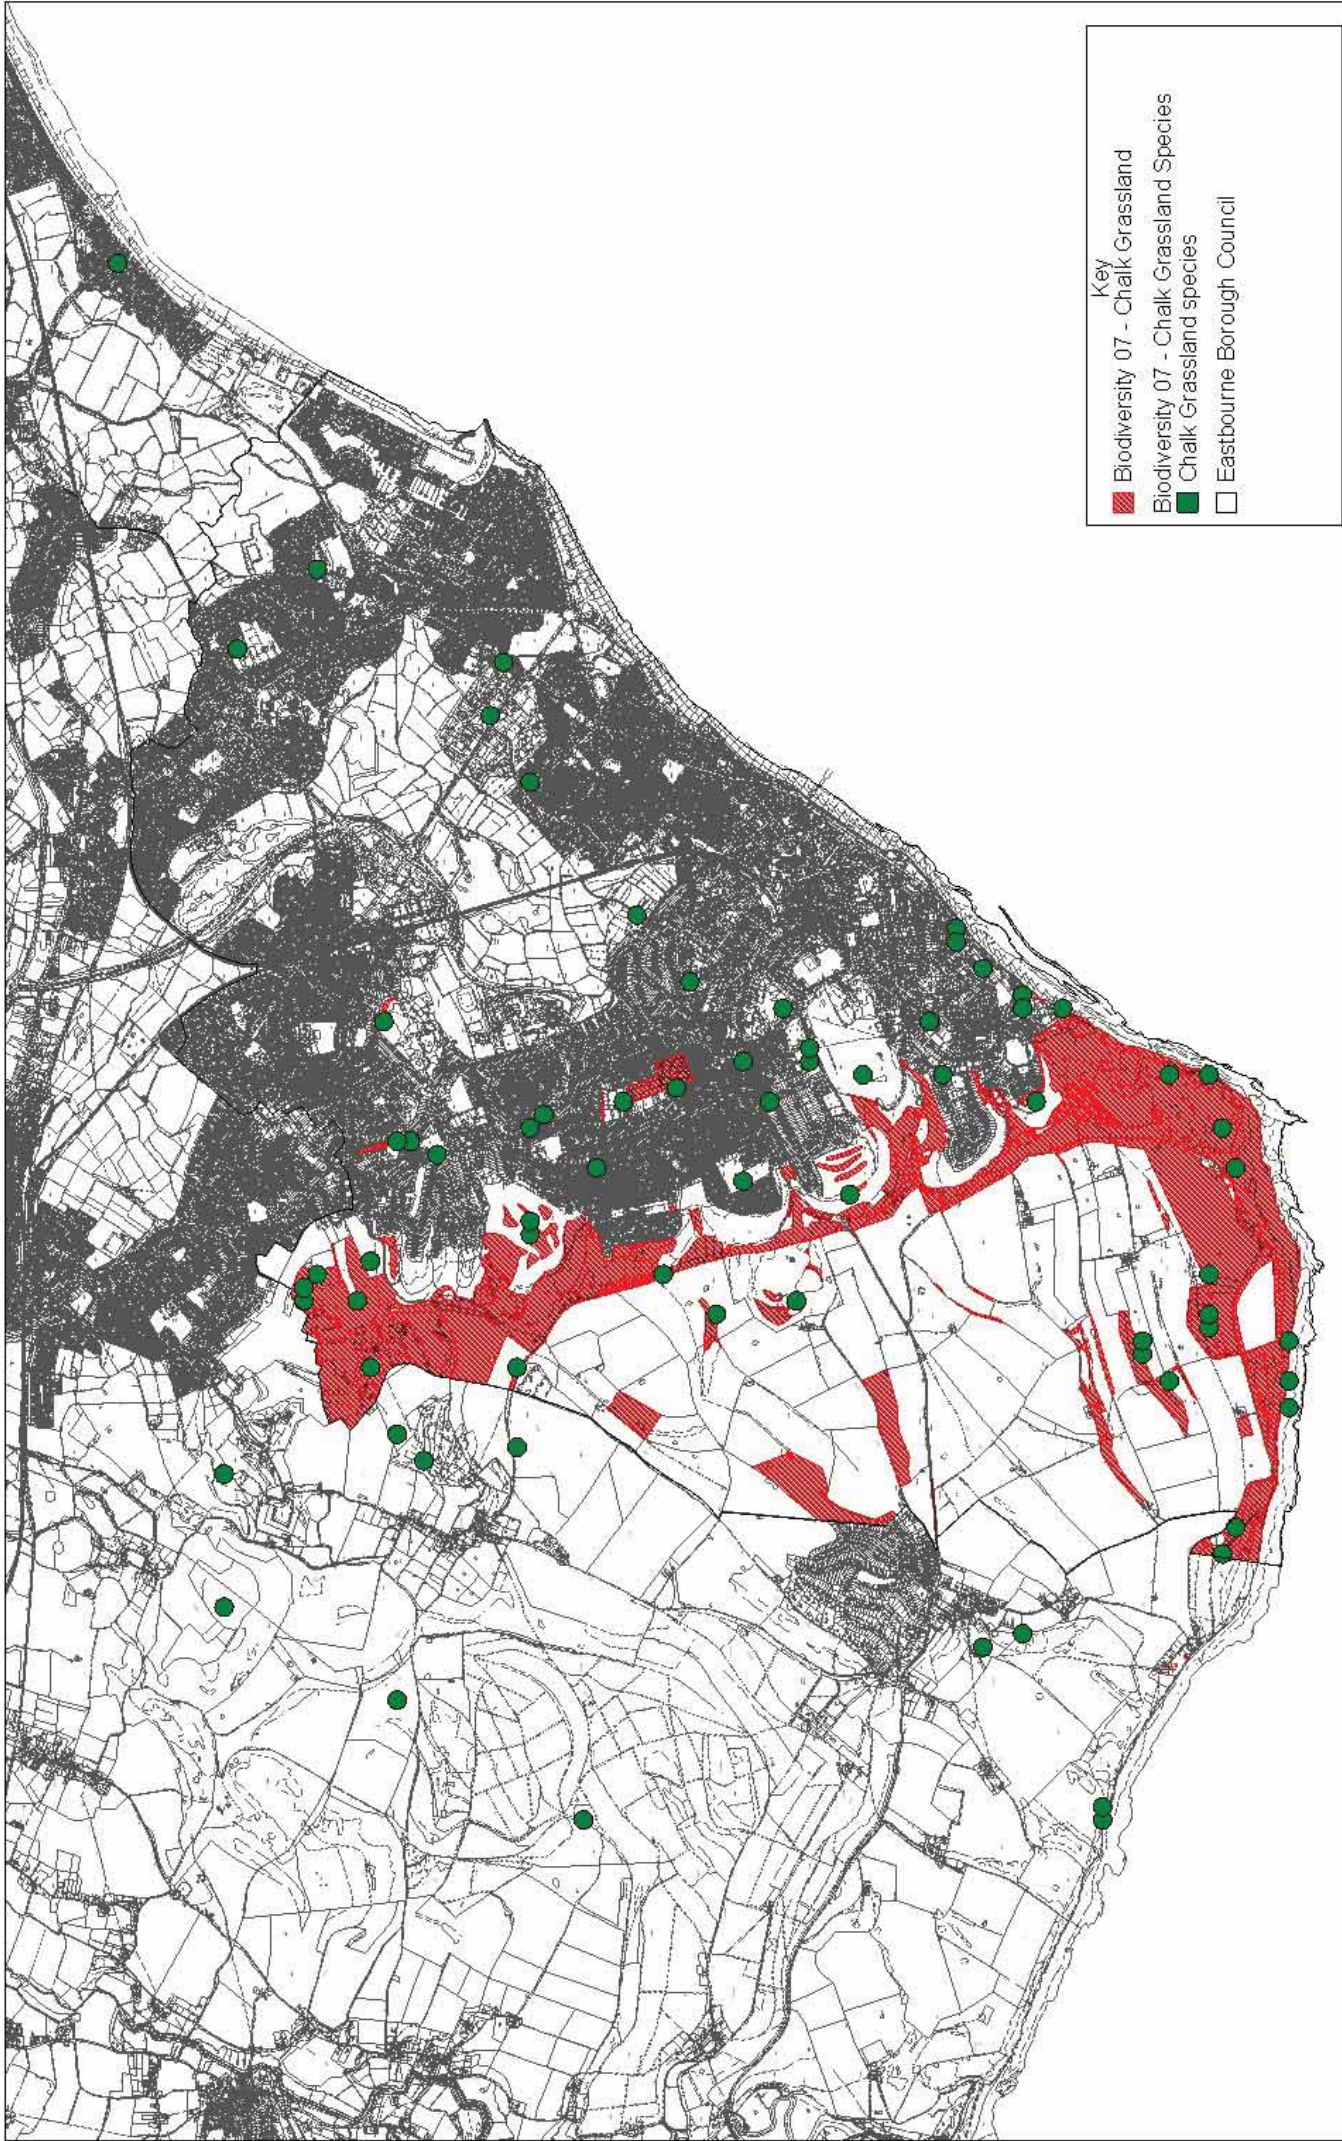 Key
Biodiversity 07 - Chalk Grassland
Biodiversity 07 - Chalk Grassland Species
Chalk Grassland species
Eastbourne Borough Council